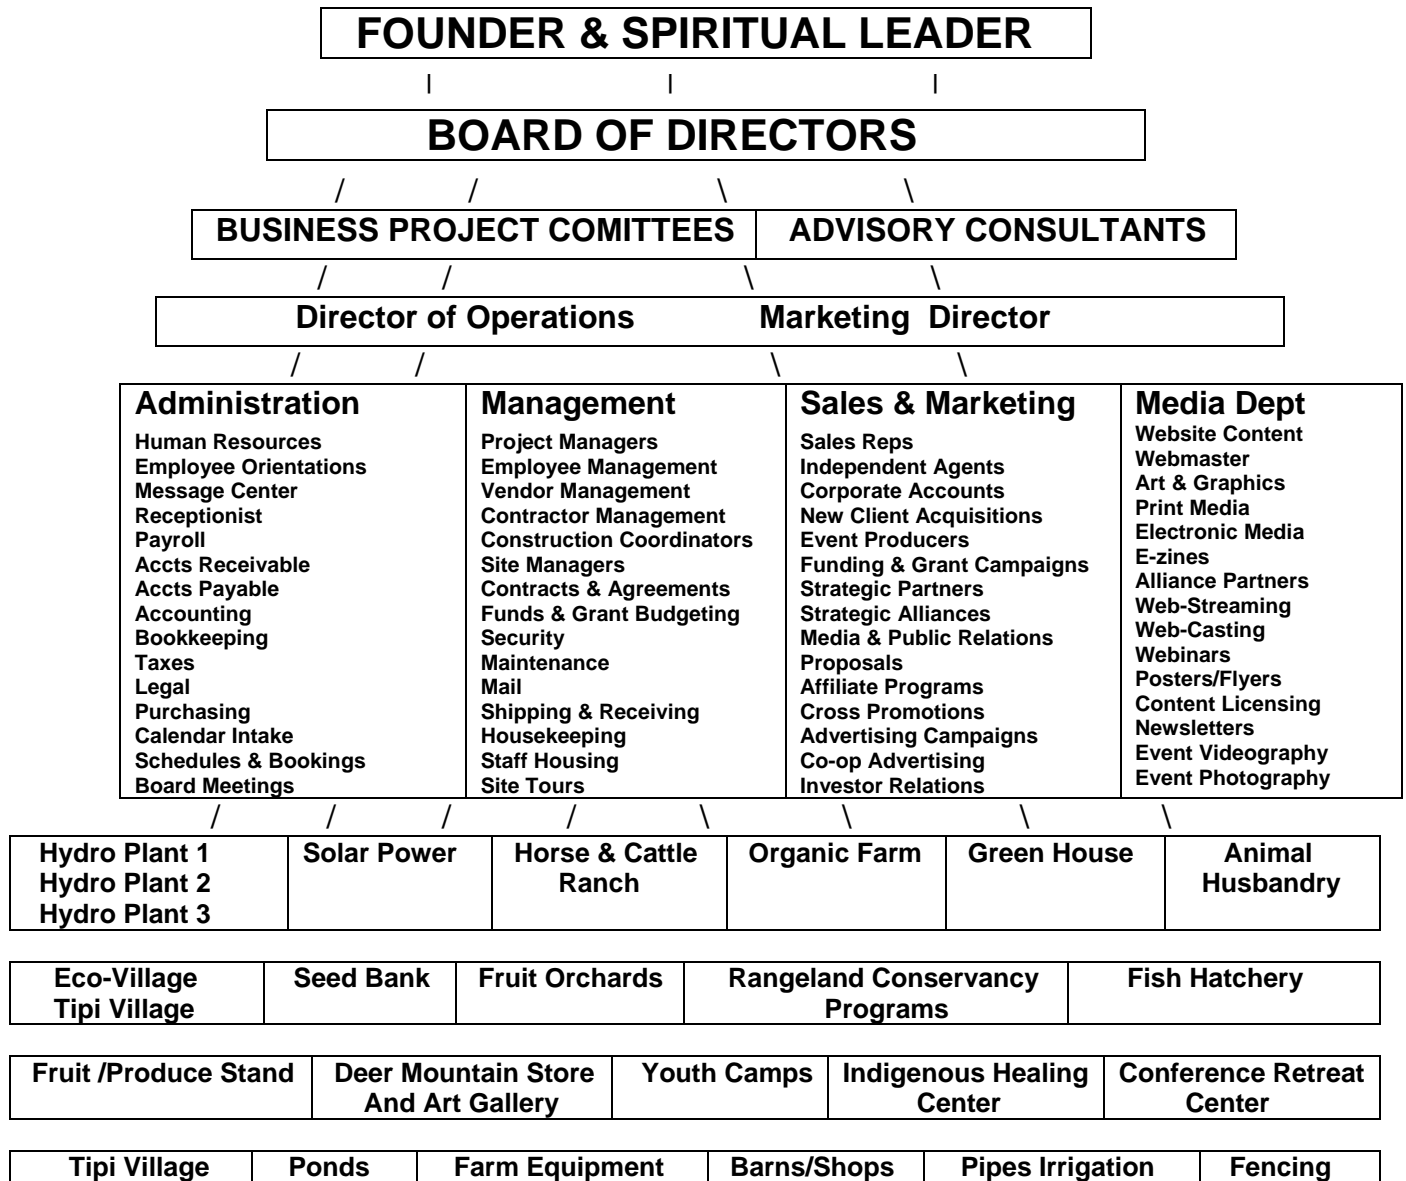 FOUNDER & SPIRITUAL LEADER
BOARD OF DIRECTORS
BUSINESS PROJECT COMITTEES ADVISORY CONSULTANTS
Director of Operations Marketing Director
Administration
Human Resources
Employee Orientations
Message Center
Receptionist
Payroll
Accts Receivable
Accts Payable
Accounting
Bookkeeping
Taxes
Legal
Purchasing
Calendar Intake
Schedules & Bookings
Board Meetings
Management
Project Managers
Employee Management
Vendor Management
Contractor Management
Construction Coordinators
Site Managers
Contracts & Agreements
Funds & Grant Budgeting
Security
Maintenance
Mail
Shipping & Receiving
Housekeeping
Staff Housing
Site Tours
Sales & Marketing
Sales Reps
Independent Agents
Corporate Accounts
New Client Acquisitions
Event Producers
Funding & Grant Campaigns
Strategic Partners
Strategic Alliances
Media & Public Relations
Proposals
Affiliate Programs
Cross Promotions
Advertising Campaigns
Co-op Advertising
Investor Relations
Media Dept
Website Content
Webmaster
Art & Graphics
Print Media
Electronic Media
E-zines
Alliance Partners
Web-Streaming
Web-Casting
Webinars
Posters/Flyers
Content Licensing
Newsletters
Event Videography
Event Photography
Hydro Plant 1
Hydro Plant 2
Hydro Plant 3
Solar Power
Horse & Cattle
Ranch
Organic Farm
Green House
Animal
Husbandry
Eco-Village
Tipi Village
Seed Bank
Fruit Orchards
Rangeland Conservancy
Programs
Fish Hatchery
Fruit /Produce Stand
Deer Mountain Store
And Art Gallery
Youth Camps
Indigenous Healing
Center
Conference Retreat
Center
Tipi Village
Ponds
Farm Equipment
Barns/Shops
Pipes Irrigation
Fencing